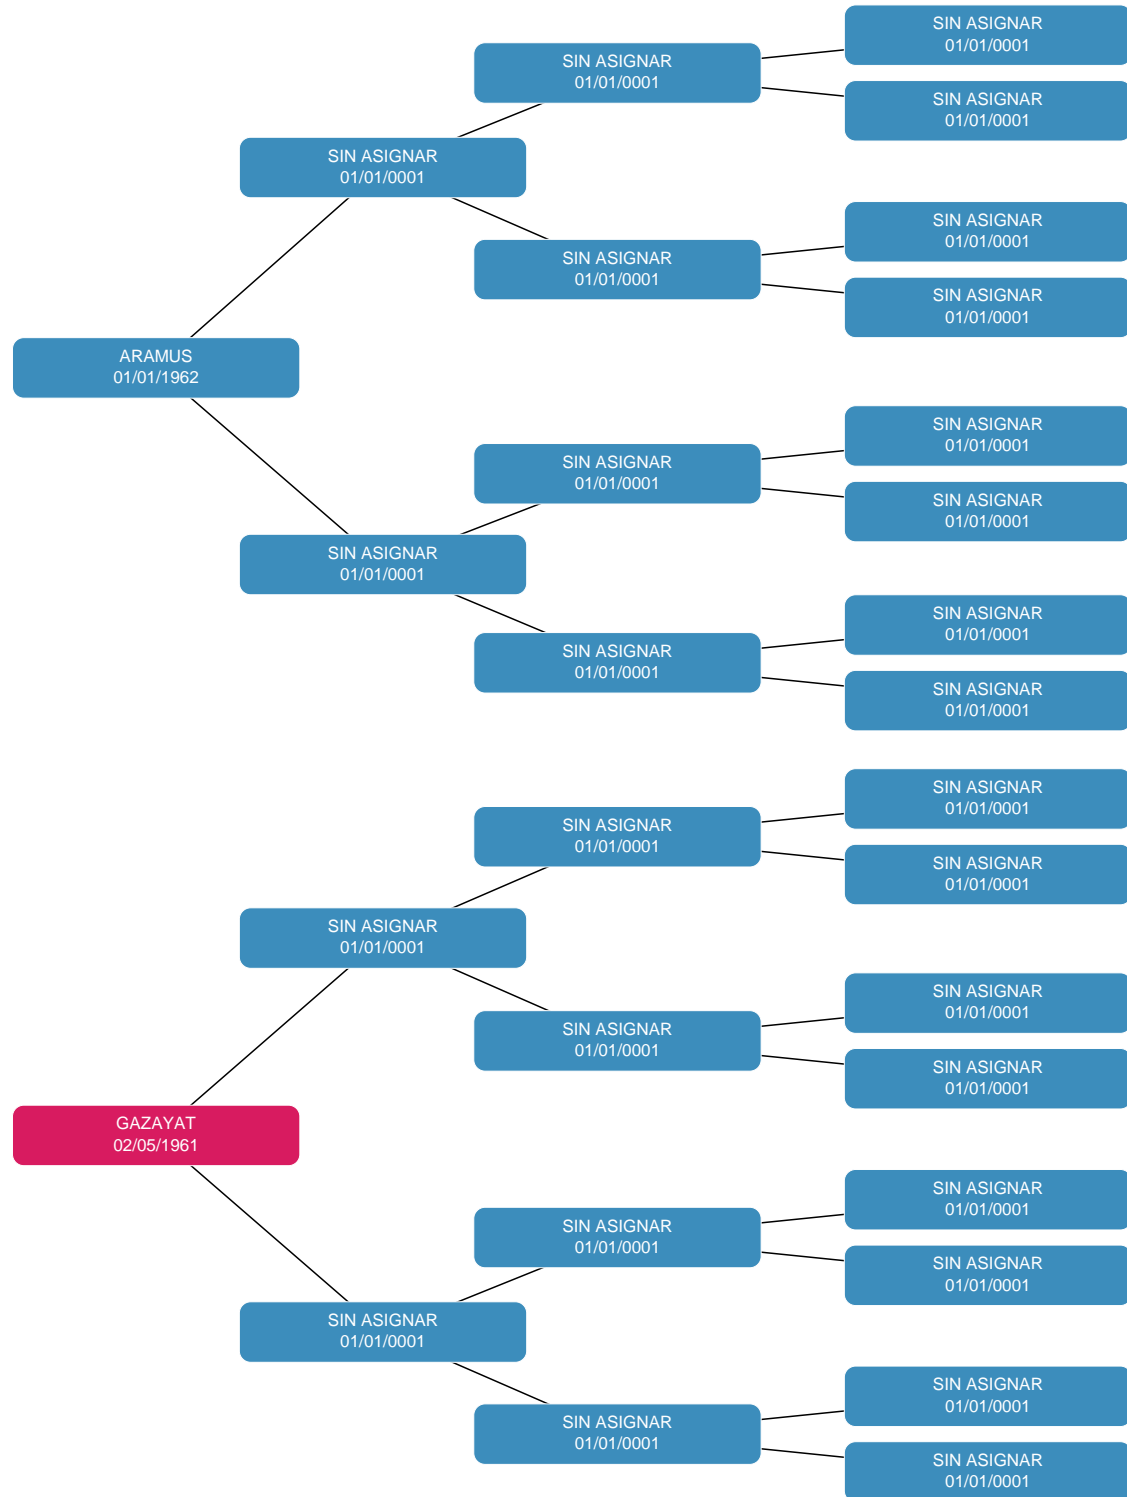 SIN ASIGNAR
01/01/0001
SIN ASIGNAR
01/01/0001
SIN ASIGNAR
01/01/0001
SIN ASIGNAR
01/01/0001
SIN ASIGNAR
01/01/0001
SIN ASIGNAR
01/01/0001
SIN ASIGNAR
01/01/0001
ARAMUS
01/01/1962
SIN ASIGNAR
01/01/0001
SIN ASIGNAR
01/01/0001
SIN ASIGNAR
01/01/0001
SIN ASIGNAR
01/01/0001
SIN ASIGNAR
01/01/0001
SIN ASIGNAR
01/01/0001
SIN ASIGNAR
01/01/0001
SIN ASIGNAR
01/01/0001
SIN ASIGNAR
01/01/0001
SIN ASIGNAR
01/01/0001
SIN ASIGNAR
01/01/0001
SIN ASIGNAR
01/01/0001
SIN ASIGNAR
01/01/0001
SIN ASIGNAR
01/01/0001
GAZAYAT
02/05/1961
SIN ASIGNAR
01/01/0001
SIN ASIGNAR
01/01/0001
SIN ASIGNAR
01/01/0001
SIN ASIGNAR
01/01/0001
SIN ASIGNAR
01/01/0001
SIN ASIGNAR
01/01/0001
SIN ASIGNAR
01/01/0001